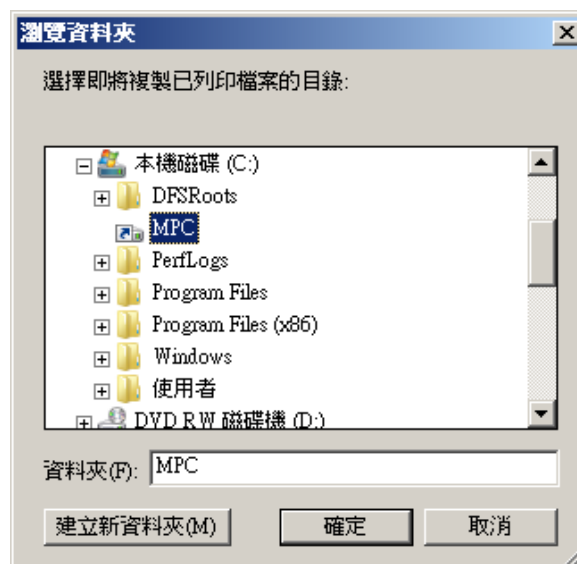 瀏覽資料夾
選擇即將複製已列印檔案的目錄:
本機磁碟 (C:)
DFSRoots
MPC
PerfLogs
Program Files
Program Files (x86)
Windows
使用者
DVD RW 磁碟機 (D:)
資料夾(F): MPC
建立新資料夾(M) 確定 取消